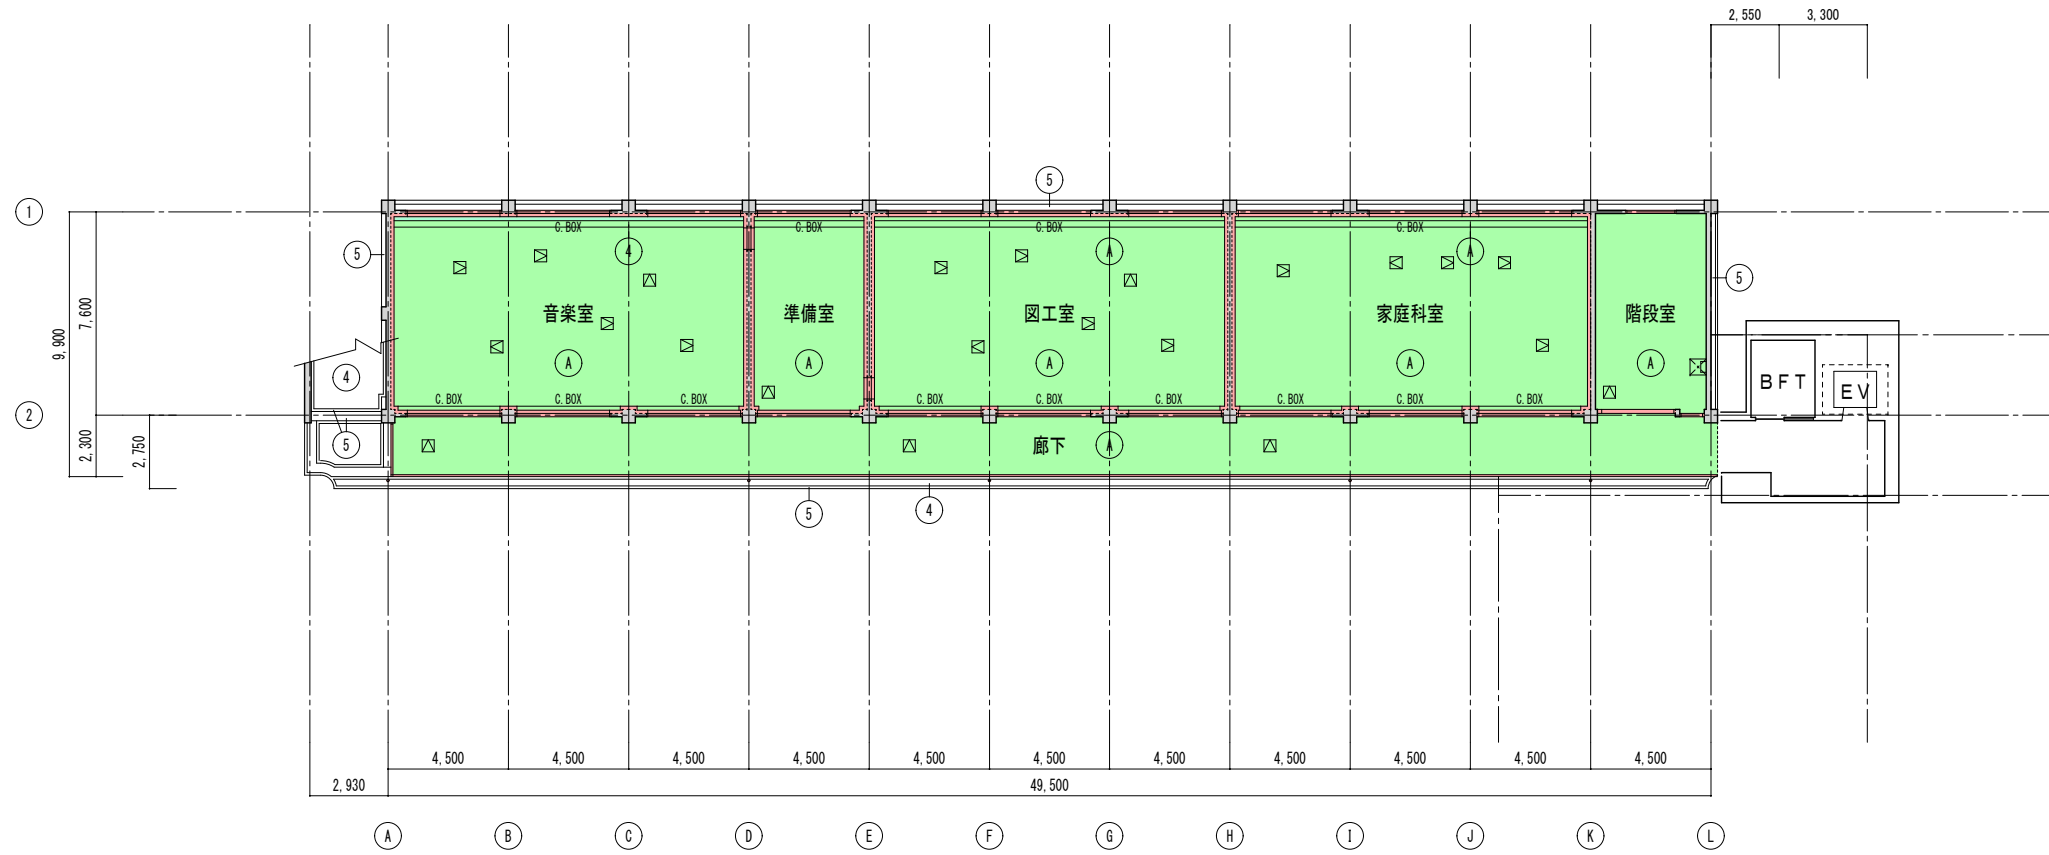 2,550 3,300
5
1
C.BOX C.BOX C.BOX C.BOX
5 4 A A 5
7,600
9,900
音楽室 準備室 図工室 家庭科室 階段室
4 A A A A A
BFT EV
C.BOX C.BOX C.BOX C.BOX C.BOX C.BOX C.BOX C.BOX C.BOX
2
2,300
2,750
5 廊下 A
5 4
4,500 4,500 4,500 4,500 4,500 4,500 4,500 4,500 4,500 4,500 4,500
2,930 49,500
A B C D E F G H I J K L